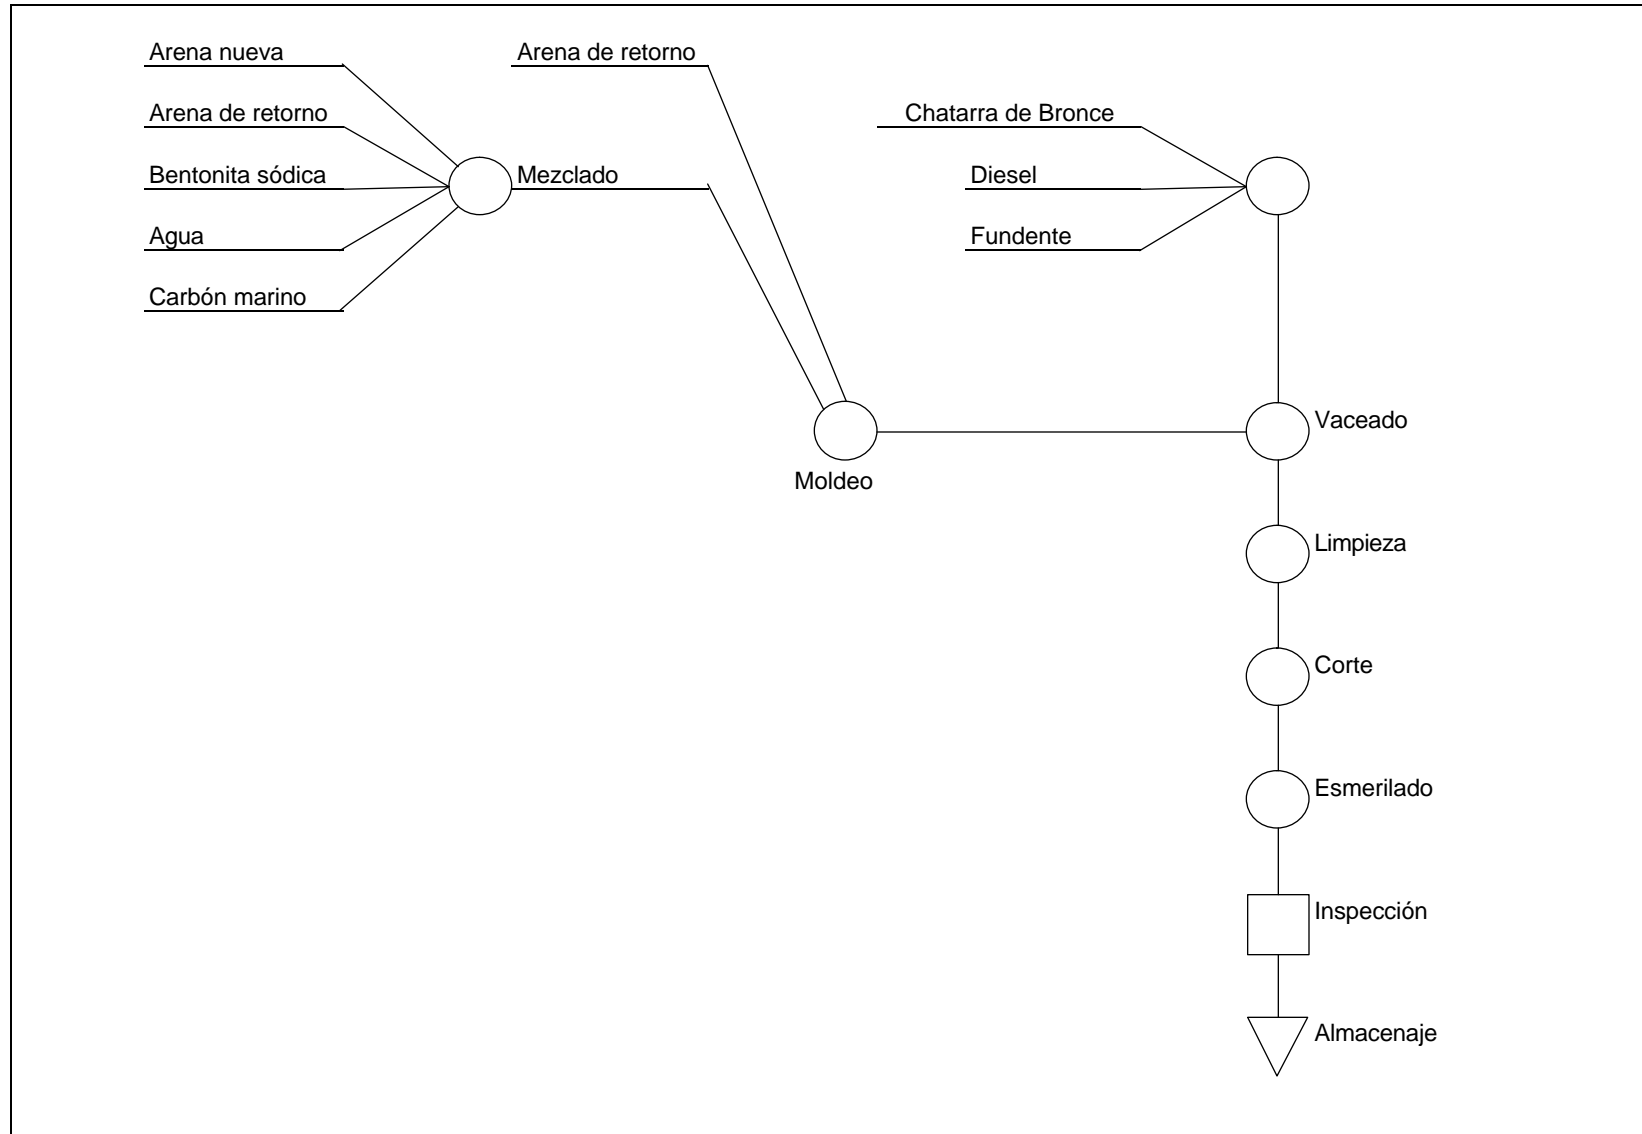 Arena nueva
Arena de retorno
Arena de retorno
Chatarra de Bronce
Bentonita sódica
Mezclado
Diesel
Agua
Fundente
Carbón marino
Vaceado
Moldeo
Limpieza
Corte
Esmerilado
Inspección
Almacenaje